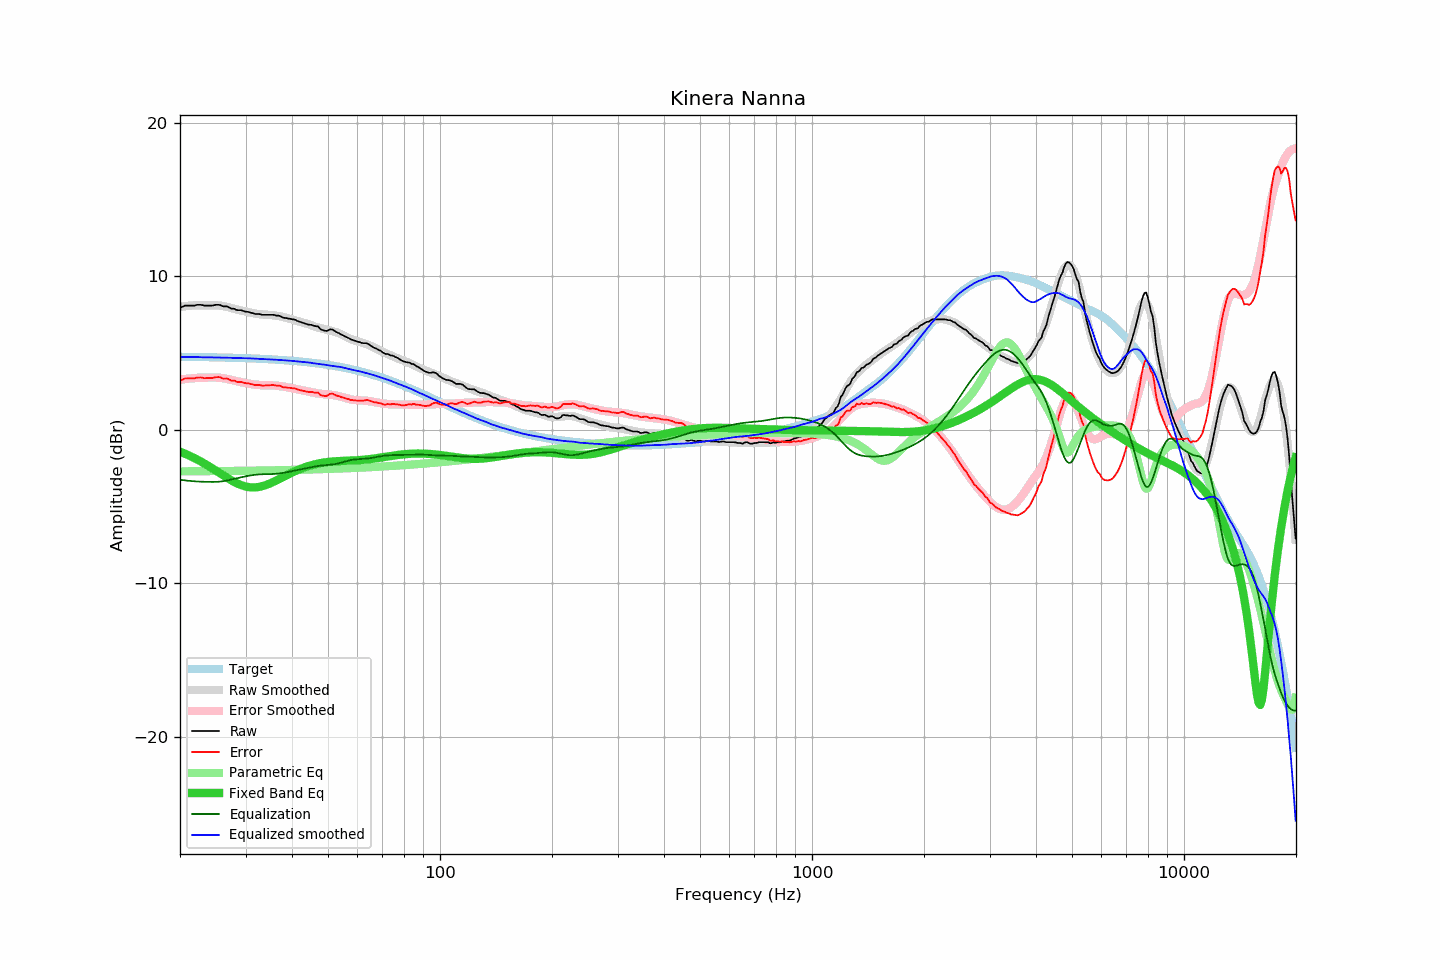 Kinera Nanna
20
10
0
−10
−20
Amplitude (dBr)
Target
Raw Smoothed
Error Smoothed
Raw
Error
Parametric Eq
Fixed Band Eq
Equalization
Equalized smoothed
100
1000
10000
Frequency (Hz)